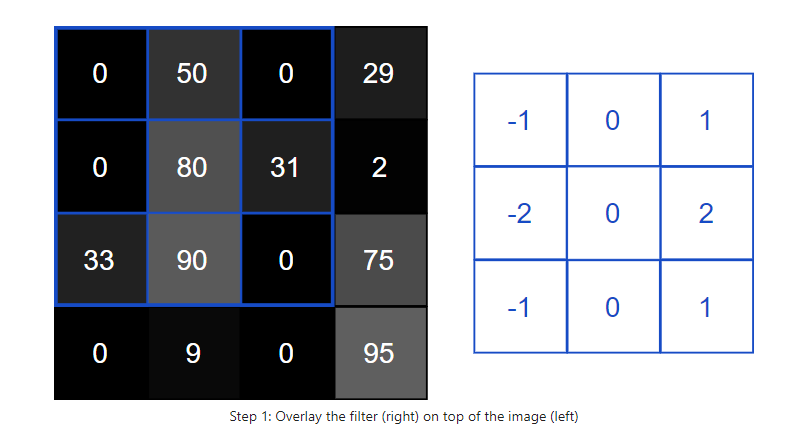 0 50 0 29
0 80 31 2
33 90 0 75
0 9 0 95
-1 0 1
-2 0 2
-1 0 1
Step 1: Overlay the filter (right) on top of the image (left)